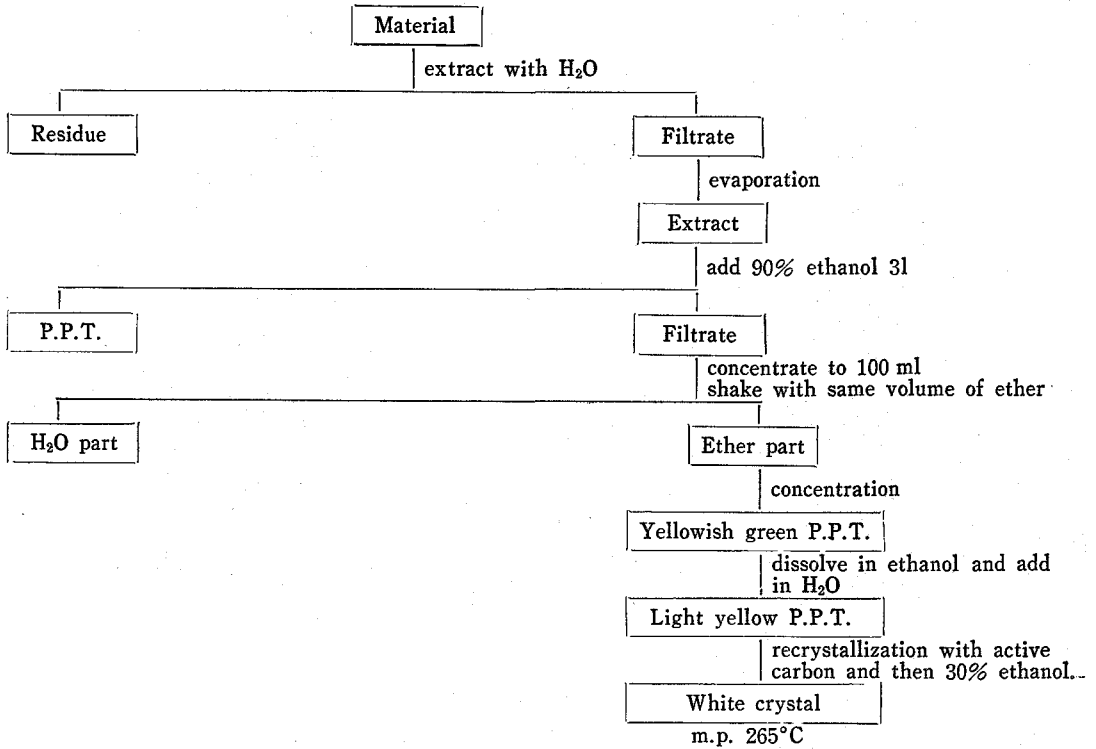 Material
extract with H₂O
Residue
Filtrate
evaporation
Extract
add 90% ethanol 3l
P.P.T.
Filtrate
concentrate to 100 ml
shake with same volume of ether
H₂O part
Ether part
concentration
Yellowish green P.P.T.
dissolve in ethanol and add
in H₂O
Light yellow P.P.T.
recrystallization with active
carbon and then 30% ethanol.
White crystal
m.p. 265°C